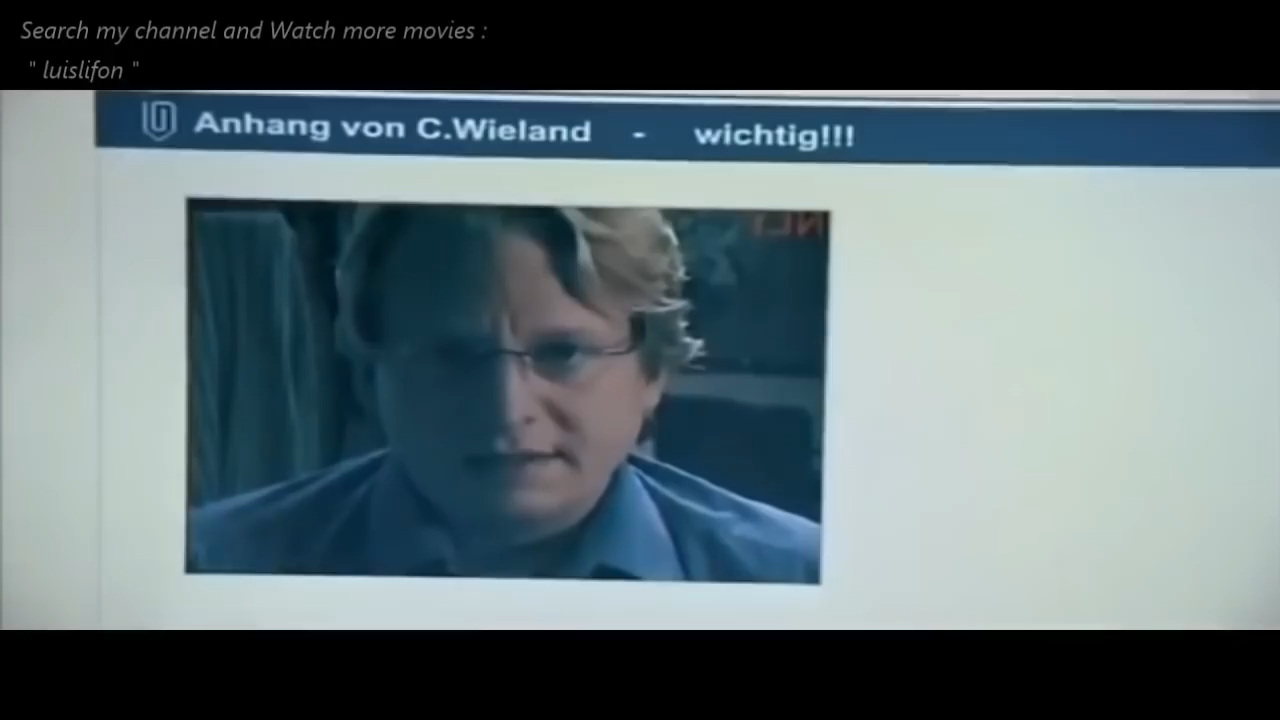 Search my channel and Watch more movies :
" luislifon "
Anhang von C.Wieland - wichtig!!!